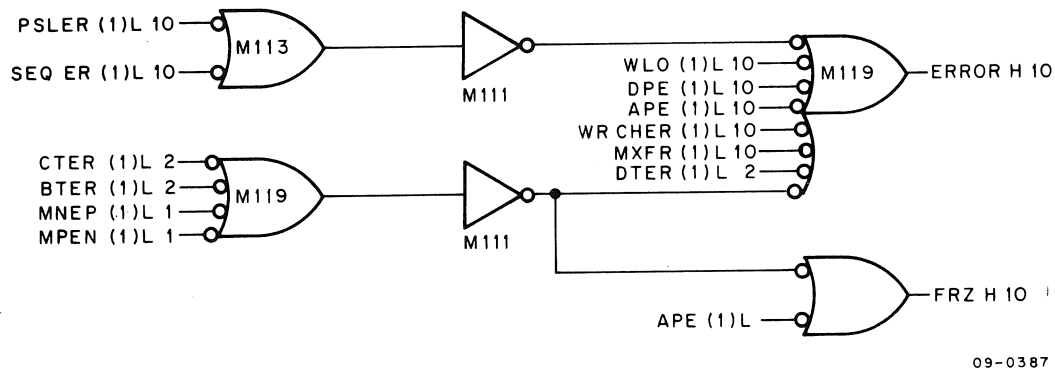 PSLER (1)L 10
SEQ ER (1)L 10
M113
M111
WLO (1)L 10
DPE (1)L 10
APE (1)L 10
WR CHER (1)L 10
MXFR (1)L 10
DTER (1)L 2
M119
ERROR H 10
CTER (1)L 2
BTER (1)L 2
MNEP (1)L 1
MPEN (1)L 1
M119
M111
APE (1)L
FRZ H 10
09-0387